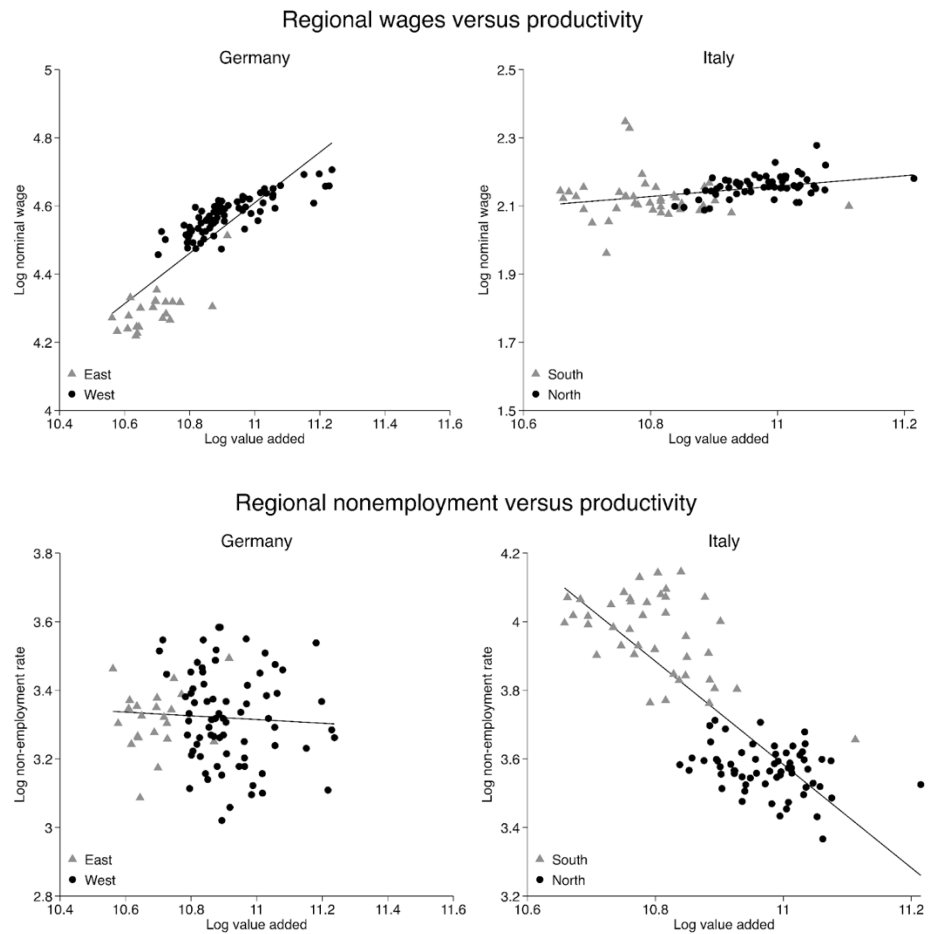 Regional wages versus productivity
Germany
Italy
5
4.8
4.6
4.4
4.2
4
Log nominal wage
East
West
10.4
10.6
10.8
11
11.2
11.4
11.6
Log value added
2.5
2.3
2.1
1.9
1.7
1.5
Log nominal wage
South
North
10.6
10.8
11
11.2
Log value added
Regional nonemployment versus productivity
Germany
Italy
3.8
3.6
3.4
3.2
3
2.8
Log non-employment rate
East
West
10.4
10.6
10.8
11
11.2
11.4
11.6
Log value added
4.2
4
3.8
3.6
3.4
3.2
Log non-employment rate
South
North
10.6
10.8
11
11.2
Log value added